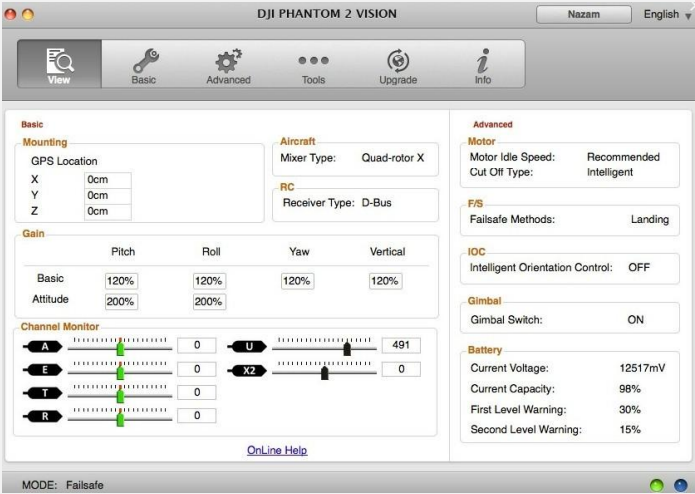 DJI PHANTOM 2 VISION
Nazam
English
View
Basic
Advanced
Tools
Upgrade
Info
Basic
Mounting
GPS Location
X 0cm
Y 0cm
Z 0cm
Aircraft
Mixer Type: Quad-rotor X
RC
Receiver Type: D-Bus
Gain
Pitch Roll Yaw Vertical
Basic 120% 120% 120% 120%
Attitude 200% 200%
Channel Monitor
A 0
E 0
T 0
R 0
U 491
X2 0
OnLine Help
Advanced
Motor
Motor Idle Speed: Recommended
Cut Off Type: Intelligent
F/S
Failsafe Methods: Landing
IOC
Intelligent Orientation Control: OFF
Gimbal
Gimbal Switch: ON
Battery
Current Voltage: 12517mV
Current Capacity: 98%
First Level Warning: 30%
Second Level Warning: 15%
MODE: Failsafe